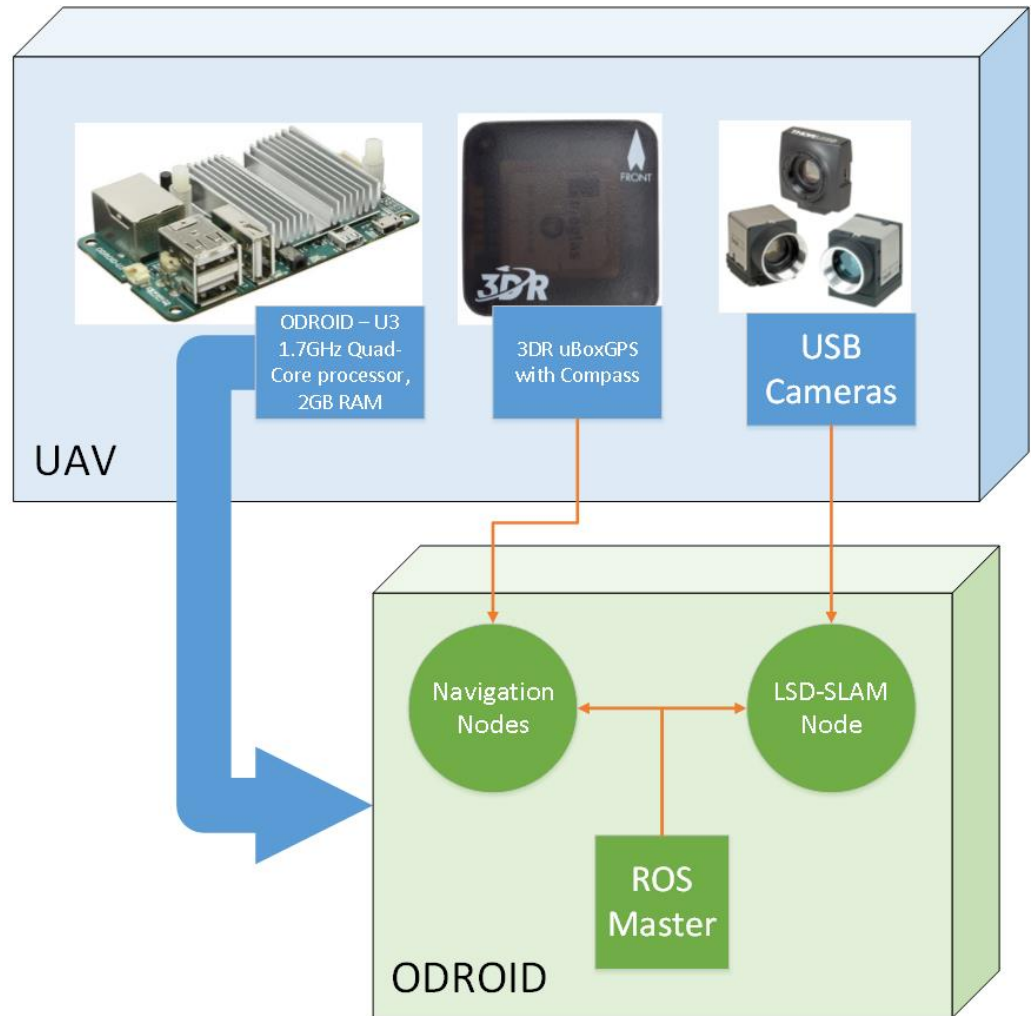 FRONT
3DR
ODROID – U3
1.7GHz Quad-
Core processor,
2GB RAM
3DR uBoxGPS
with Compass
USB
Cameras
UAV
Navigation
Nodes
LSD-SLAM
Node
ROS
Master
ODROID